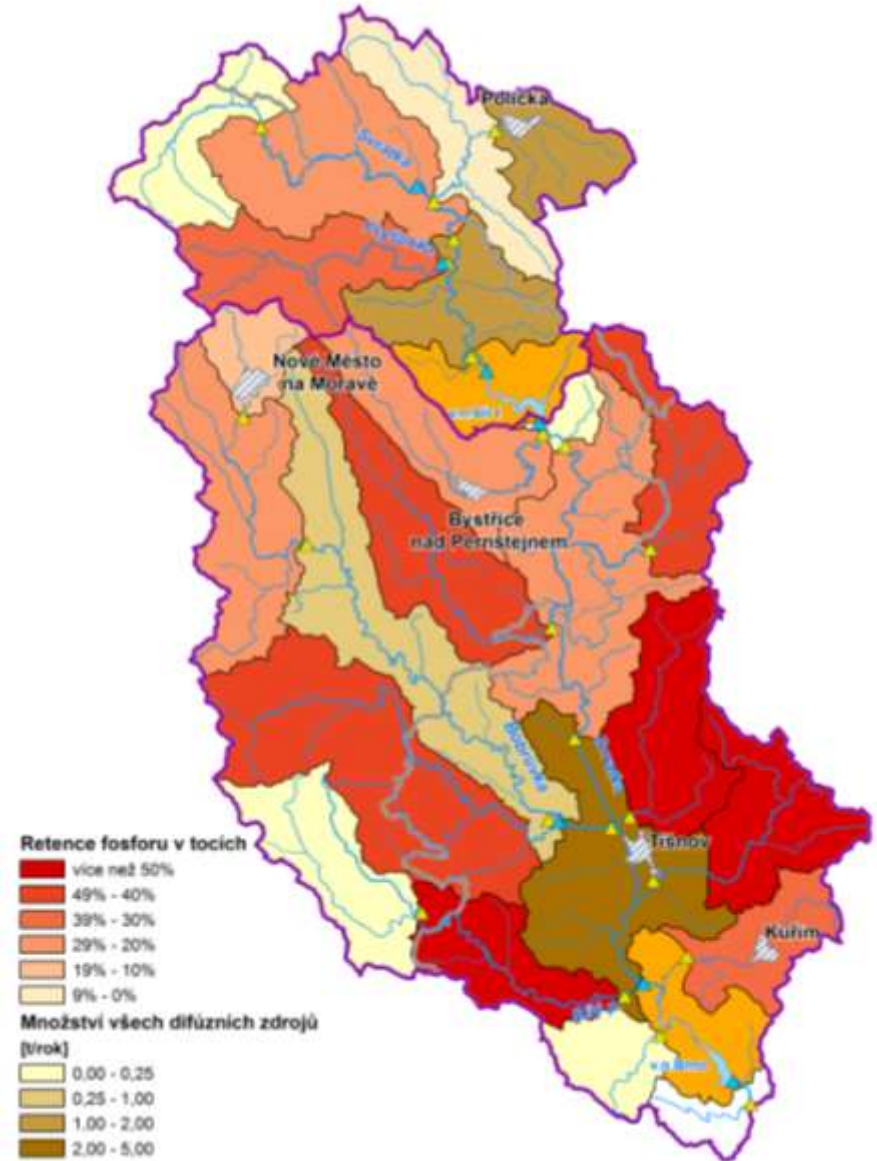 Polička
Svratka
Nové Město
na Moravě
Bystřice
nad Pernštejnem
Bobrůvka
Tišnov
Kuřim
Retence fosforu v tocích
více než 50%
49% - 40%
39% - 30%
29% - 20%
19% - 10%
9% - 0%
Množství všech difúzních zdrojů
[t/rok]
0,00 - 0,25
0,25 - 1,00
1,00 - 2,00
2,00 - 5,00